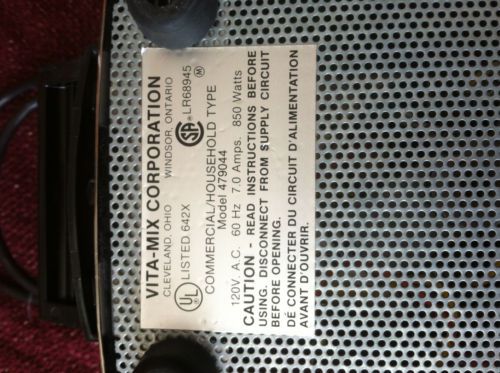 VITA-MIX CORPORATION
CLEVELAND, OHIO WINDSOR, ONTARIO
UL LISTED 642X SA LR68945 M
COMMERCIAL/HOUSEHOLD TYPE
Model 479044
120V. A.C. 60 Hz 7.0 Amps. 850 Watts
CAUTION - READ INSTRUCTIONS BEFORE
USING. DISCONNECT FROM SUPPLY CIRCUIT
BEFORE OPENING.
DÉ CONNECTER DU CIRCUIT D'ALIMENTATION
AVANT D'OUVRIR.